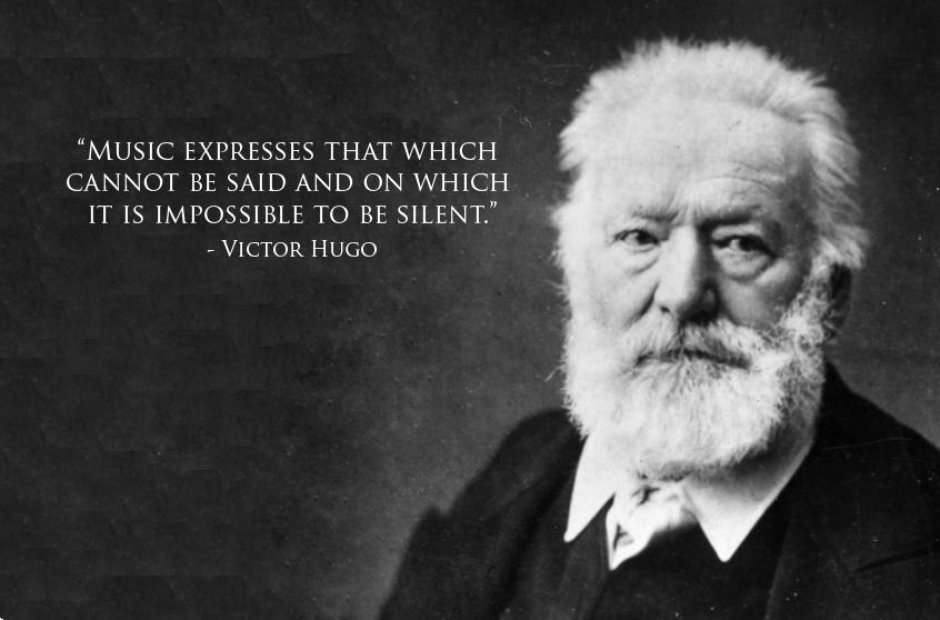 “Music expresses that which
cannot be said and on which
it is impossible to be silent.”
- Victor Hugo